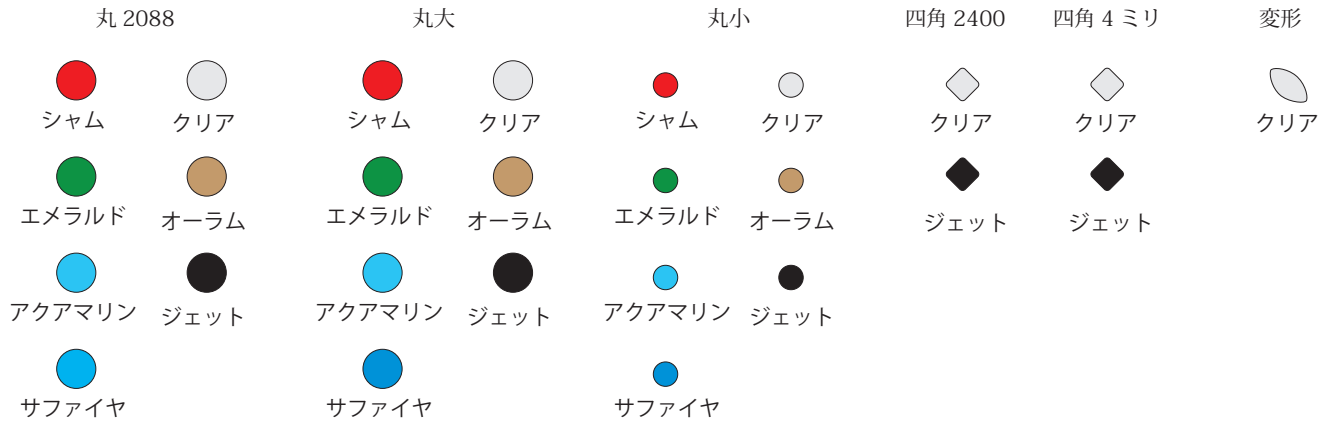 丸 2088
丸大
丸小
四角 2400
四角 4 ミリ
変形
シャム
クリア
シャム
クリア
シャム
クリア
クリア
クリア
クリア
エメラルド
オーラム
エメラルド
オーラム
エメラルド
オーラム
ジェット
ジェット
アクアマリン
ジェット
アクアマリン
ジェット
アクアマリン
ジェット
サファイヤ
サファイヤ
サファイヤ